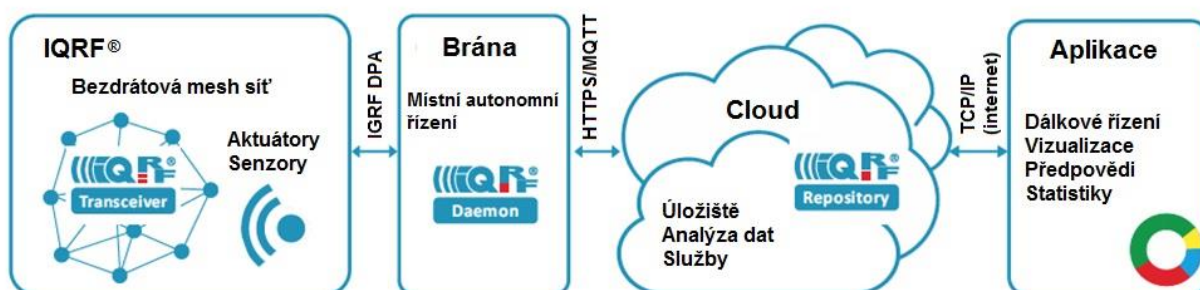 IQRF®
Bezdrátová mesh síť
IQRF®
Transceiver
Aktuátory
Senzory
IGRF DPA
Brána
Místní autonomní
řízení
IQRF®
Daemon
HTTPS/MQTT
Cloud
IQRF®
Repository
Úložiště
Analýza dat
Služby
TCP/IP
(internet)
Aplikace
Dálkové řízení
Vizualizace
Předpovědi
Statistiky